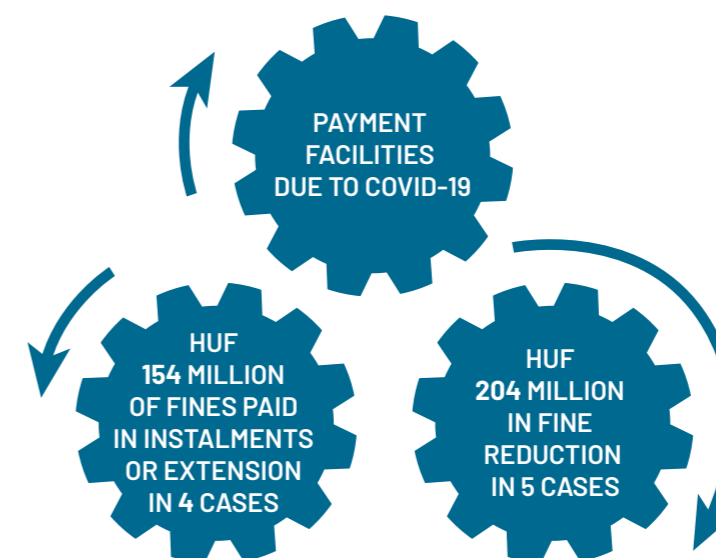 PAYMENT
FACILITIES
DUE TO COVID-19
HUF
154 MILLION
OF FINES PAID
IN INSTALMENTS
OR EXTENSION
IN 4 CASES
HUF
204 MILLION
IN FINE
REDUCTION
IN 5 CASES